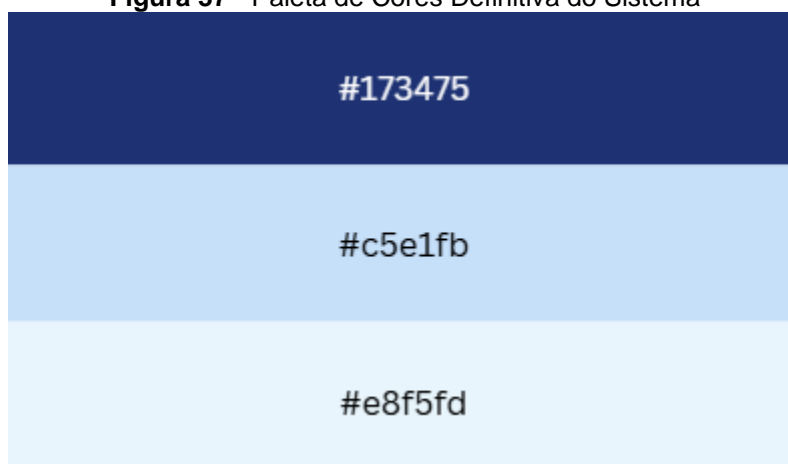 Figura 37 - Paleta de Cores Definitiva do Sistema
#173475
#c5e1fb
#e8f5fd